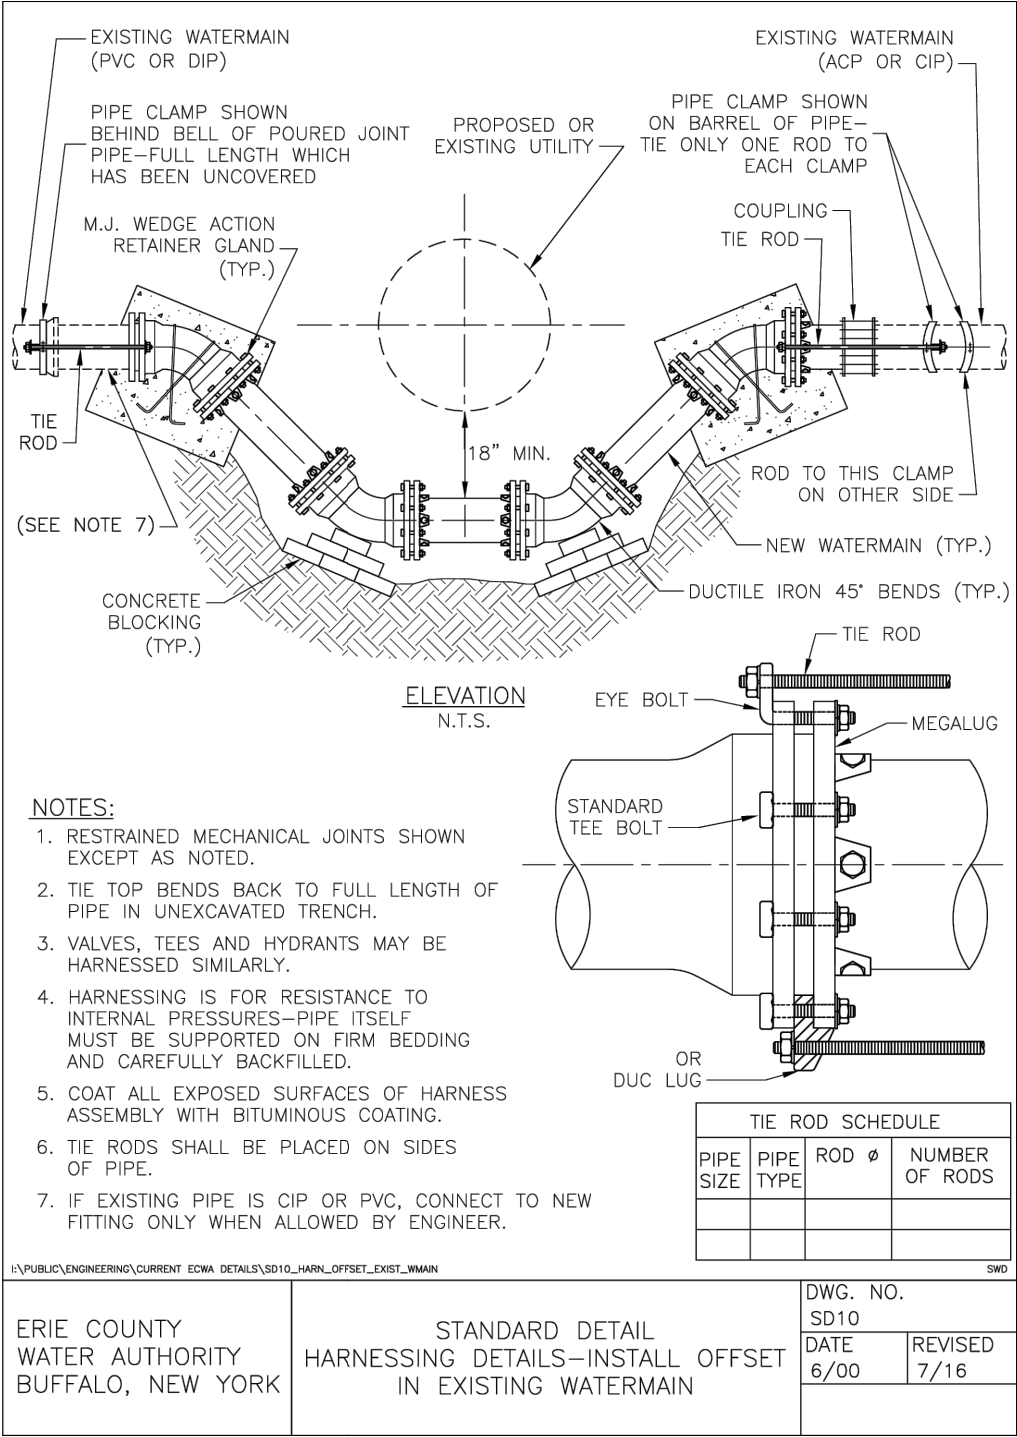 EXISTING WATERMAIN
(PVC OR DIP)
EXISTING WATERMAIN
(ACP OR CIP)
PIPE CLAMP SHOWN
BEHIND BELL OF POURED JOINT
PIPE–FULL LENGTH WHICH
HAS BEEN UNCOVERED
PROPOSED OR
EXISTING UTILITY
PIPE CLAMP SHOWN
ON BARREL OF PIPE–
TIE ONLY ONE ROD TO
EACH CLAMP
M.J. WEDGE ACTION
RETAINER GLAND
(TYP.)
COUPLING
TIE ROD
TIE
ROD
18" MIN.
ROD TO THIS CLAMP
ON OTHER SIDE
(SEE NOTE 7)
NEW WATERMAIN (TYP.)
DUCTILE IRON 45° BENDS (TYP.)
CONCRETE
BLOCKING
(TYP.)
ELEVATION
N.T.S.
TIE ROD
EYE BOLT
MEGALUG
STANDARD
TEE BOLT
OR
DUC LUG
NOTES:
1. RESTRAINED MECHANICAL JOINTS SHOWN
EXCEPT AS NOTED.
2. TIE TOP BENDS BACK TO FULL LENGTH OF
PIPE IN UNEXCAVATED TRENCH.
3. VALVES, TEES AND HYDRANTS MAY BE
HARNESSED SIMILARLY.
4. HARNESSING IS FOR RESISTANCE TO
INTERNAL PRESSURES–PIPE ITSELF
MUST BE SUPPORTED ON FIRM BEDDING
AND CAREFULLY BACKFILLED.
5. COAT ALL EXPOSED SURFACES OF HARNESS
ASSEMBLY WITH BITUMINOUS COATING.
6. TIE RODS SHALL BE PLACED ON SIDES
OF PIPE.
7. IF EXISTING PIPE IS CIP OR PVC, CONNECT TO NEW
FITTING ONLY WHEN ALLOWED BY ENGINEER.
TIE ROD SCHEDULE
PIPE SIZE
PIPE TYPE
ROD ø
NUMBER OF RODS
I:\PUBLIC\ENGINEERING\CURRENT ECWA DETAILS\SD10_HARN_OFFSET_EXIST_WMAIN
SWD
ERIE COUNTY
WATER AUTHORITY
BUFFALO, NEW YORK
STANDARD DETAIL
HARNESSING DETAILS–INSTALL OFFSET
IN EXISTING WATERMAIN
DWG. NO.
SD10
DATE
6/00
REVISED
7/16